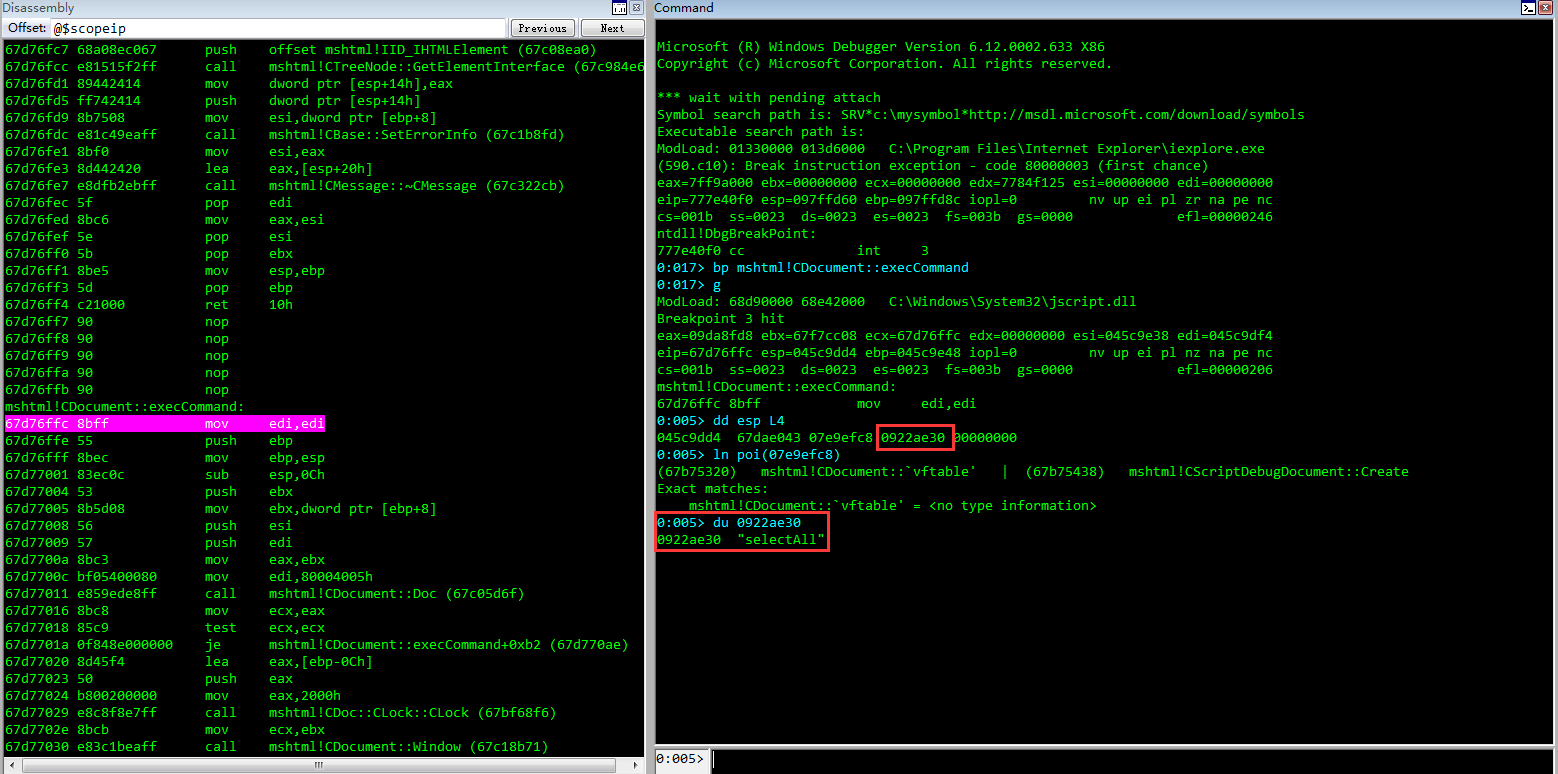 Disassembly
Offset: @$scopeip Previous Next
67d76fc7 68a08ec067 push offset mshtml!IID_IHTMLElement (67c08ea0)
67d76fcc e81515f2ff call mshtml!CTreeNode::GetElementInterface (67c984e6
67d76fd1 89442414 mov dword ptr [esp+14h],eax
67d76fd5 ff742414 push dword ptr [esp+14h]
67d76fd9 8b7508 mov esi,dword ptr [ebp+8]
67d76fdc e81c49eaff call mshtml!CBase::SetErrorInfo (67c1b8fd)
67d76fe1 8bf0 mov esi,eax
67d76fe3 8d442420 lea eax,[esp+20h]
67d76fe7 e8dfb2ebff call mshtml!CMessage::~CMessage (67c322cb)
67d76fec 5f pop edi
67d76fed 8bc6 mov eax,esi
67d76fef 5e pop esi
67d76ff0 5b pop ebx
67d76ff1 8be5 mov esp,ebp
67d76ff3 5d pop ebp
67d76ff4 c21000 ret 10h
67d76ff7 90 nop
67d76ff8 90 nop
67d76ff9 90 nop
67d76ffa 90 nop
67d76ffb 90 nop
mshtml!CDocument::execCommand:
67d76ffc 8bff mov edi,edi
67d76ffe 55 push ebp
67d76fff 8bec mov ebp,esp
67d77001 83ec0c sub esp,0Ch
67d77004 53 push ebx
67d77005 8b5d08 mov ebx,dword ptr [ebp+8]
67d77008 56 push esi
67d77009 57 push edi
67d7700a 8bc3 mov eax,ebx
67d7700c bf05400080 mov edi,80004005h
67d77011 e859ede8ff call mshtml!CDocument::Doc (67c05d6f)
67d77016 8bc8 mov ecx,eax
67d77018 85c9 test ecx,ecx
67d7701a 0f848e000000 je mshtml!CDocument::execCommand+0xb2 (67d770ae)
67d77020 8d45f4 lea eax,[ebp-0Ch]
67d77023 50 push eax
67d77024 b800200000 mov eax,2000h
67d77029 e8c8f8e7ff call mshtml!CDoc::CLock::CLock (67bf68f6)
67d7702e 8bcb mov ecx,ebx
67d77030 e83c1beaff call mshtml!CDocument::Window (67c18b71)
Command
Microsoft (R) Windows Debugger Version 6.12.0002.633 X86
Copyright (c) Microsoft Corporation. All rights reserved.
*** wait with pending attach
Symbol search path is: SRV*c:\mysymbol*http://msdl.microsoft.com/download/symbols
Executable search path is:
ModLoad: 01330000 013d6000 C:\Program Files\Internet Explorer\iexplore.exe
(590.c10): Break instruction exception - code 80000003 (first chance)
eax=7ff9a000 ebx=00000000 ecx=00000000 edx=7784f125 esi=00000000 edi=00000000
eip=777e40f0 esp=097ffd60 ebp=097ffd8c iopl=0 nv up ei pl zr na pe nc
cs=001b ss=0023 ds=0023 es=0023 fs=003b gs=0000 efl=00000246
ntdll!DbgBreakPoint:
777e40f0 cc int 3
0:017> bp mshtml!CDocument::execCommand
0:017> g
ModLoad: 68d90000 68e42000 C:\Windows\System32\jscript.dll
Breakpoint 3 hit
eax=09da8fd8 ebx=67f7cc08 ecx=67d76ffc edx=00000000 esi=045c9e38 edi=045c9df4
eip=67d76ffc esp=045c9dd4 ebp=045c9e48 iopl=0 nv up ei pl nz na pe nc
cs=001b ss=0023 ds=0023 es=0023 fs=003b gs=0000 efl=00000206
mshtml!CDocument::execCommand:
67d76ffc 8bff mov edi,edi
0:005> dd esp L4
045c9dd4 67dae043 07e9efc8 0922ae30 00000000
0:005> ln poi(07e9efc8)
(67b75320) mshtml!CDocument::`vftable' | (67b75438) mshtml!CScriptDebugDocument::Create
Exact matches:
mshtml!CDocument::`vftable' = <no type information>
0:005> du 0922ae30
0922ae30 "selectAll"
0:005>